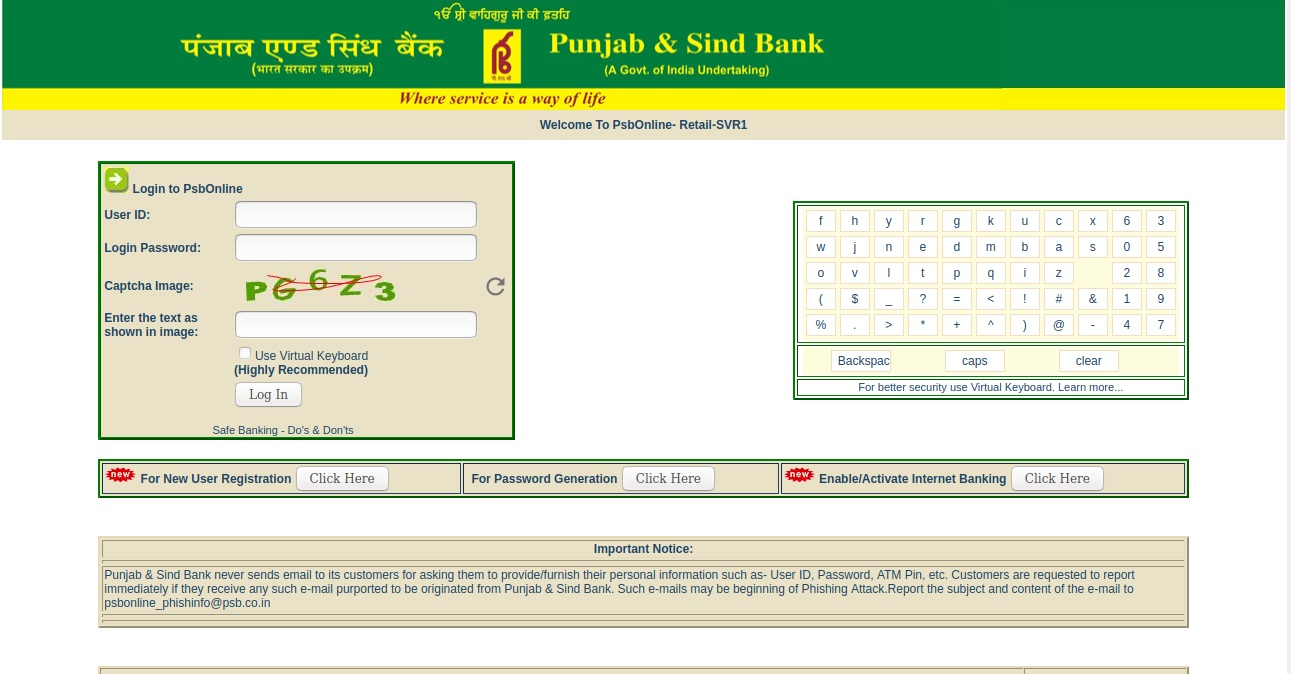 ੴ ਸ੍ਰੀ ਵਾਹਿਗੁਰੂ ਜੀ ਕੀ ਫ਼ਤਹਿ
पंजाब एण्ड सिंध बैंक
(भारत सरकार का उपक्रम)
पी.एस.बी
Punjab & Sind Bank
(A Govt. of India Undertaking)
Where service is a way of life
Welcome To PsbOnline- Retail-SVR1
Login to PsbOnline
User ID:
Login Password:
Captcha Image: PG6Z3
Enter the text as
shown in image:
Use Virtual Keyboard
(Highly Recommended)
Log In
Safe Banking - Do's & Don'ts
f h y r g k u c x 6 3
w j n e d m b a s 0 5
o v l t p q i z 2 8
( $ _ ? = < ! # & 1 9
% . > * + ^ ) @ - 4 7
Backspac caps clear
For better security use Virtual Keyboard. Learn more...
new For New User Registration Click Here For Password Generation Click Here new Enable/Activate Internet Banking Click Here
Important Notice:
Punjab & Sind Bank never sends email to its customers for asking them to provide/furnish their personal information such as- User ID, Password, ATM Pin, etc. Customers are requested to report
immediately if they receive any such e-mail purported to be originated from Punjab & Sind Bank. Such e-mails may be beginning of Phishing Attack.Report the subject and content of the e-mail to
psbonline_phishinfo@psb.co.in